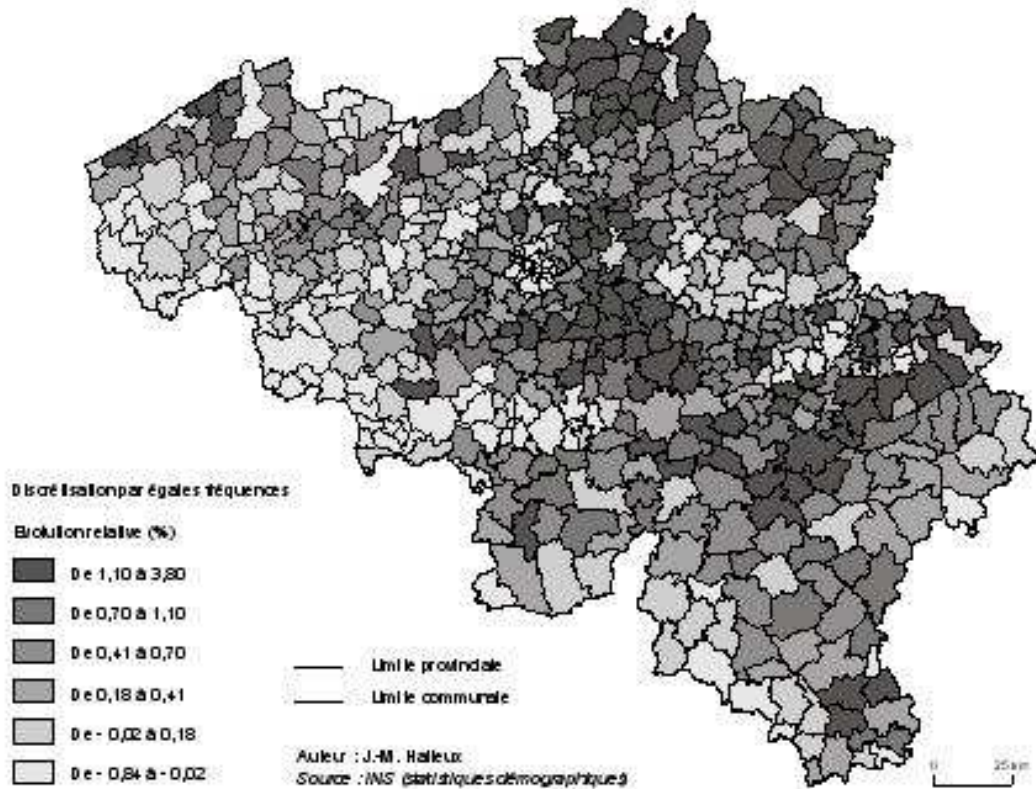 Discrétisation par égales fréquences
Evolution relative (%)
De 1,10 à 3,80
De 0,70 à 1,10
De 0,41 à 0,70
De 0,18 à 0,41
De - 0,02 à 0,18
De - 0,84 à - 0,02
Limite provinciale
Limite communale
Auteur : J.-M. Halleux
Source : INS (statistiques démographiques)
0 25 km